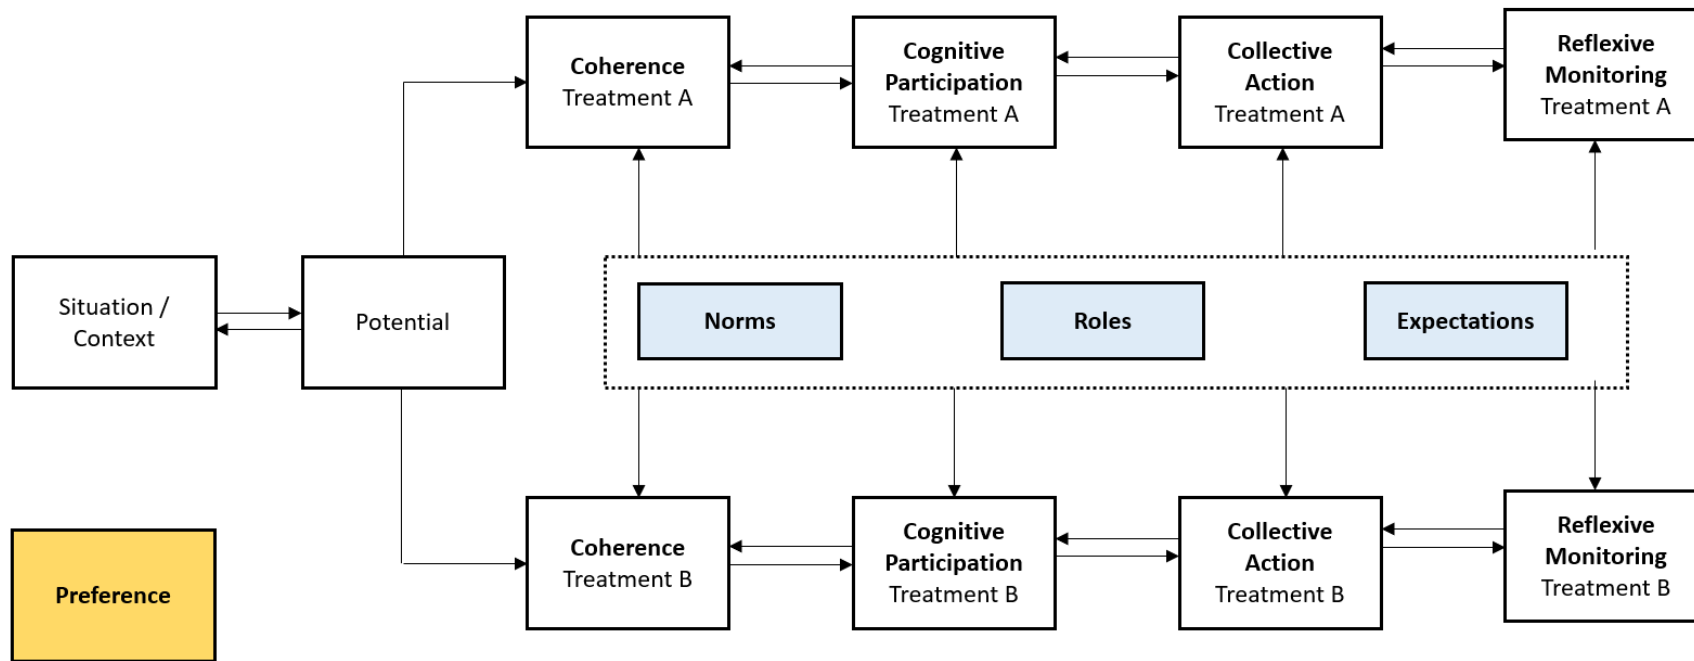 Coherence
Treatment A
Cognitive
Participation
Treatment A
Collective
Action
Treatment A
Reflexive
Monitoring
Treatment A
Situation /
Context
Potential
Norms
Roles
Expectations
Preference
Coherence
Treatment B
Cognitive
Participation
Treatment B
Collective
Action
Treatment B
Reflexive
Monitoring
Treatment B